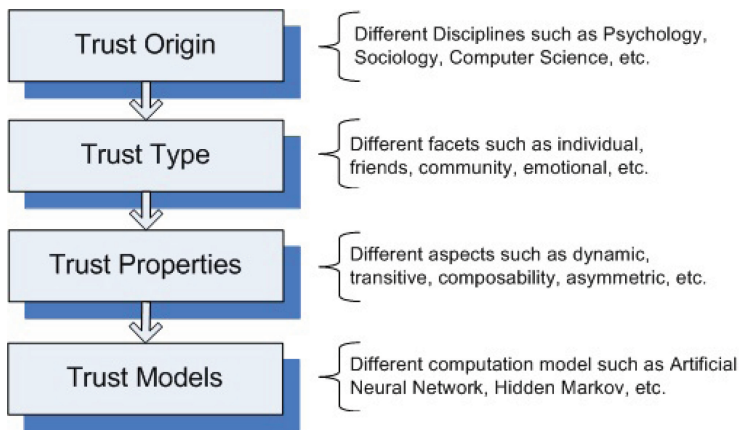 Trust Origin
Different Disciplines such as Psychology,
Sociology, Computer Science, etc.
Trust Type
Different facets such as individual,
friends, community, emotional, etc.
Trust Properties
Different aspects such as dynamic,
transitive, composability, asymmetric, etc.
Trust Models
Different computation model such as Artificial
Neural Network, Hidden Markov, etc.